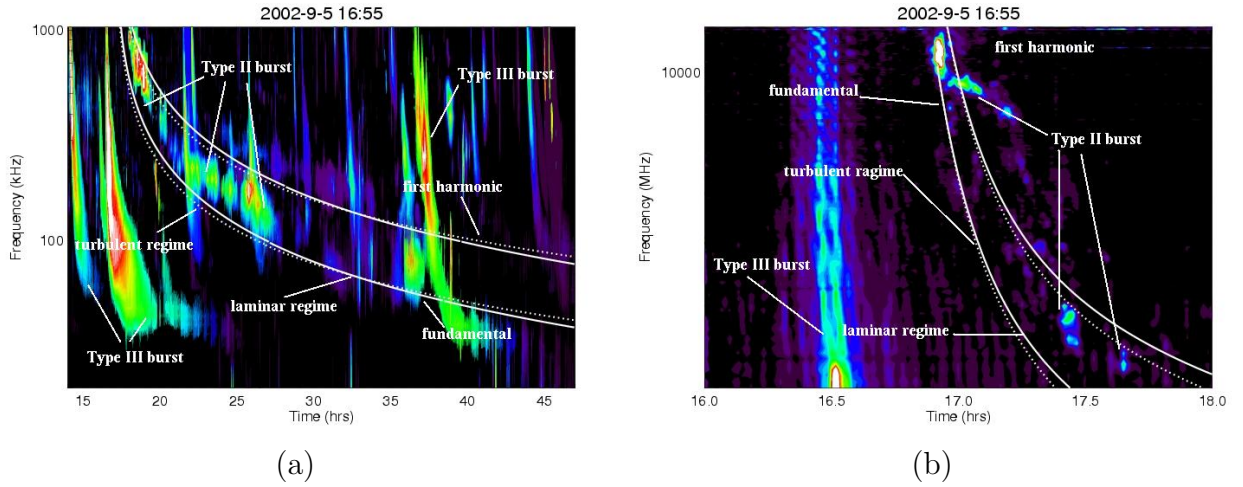 2002-9-5 16:55
1000
Type II burst
Type III burst
Frequency (kHz)
first harmonic
100
turbulent regime
laminar regime
fundamental
Type III burst
15 20 25 30 35 40 45
Time (hrs)
(a)
2002-9-5 16:55
first harmonic
10000
fundamental
Type II burst
Frequency (MHz)
turbulent ragime
Type III burst
laminar regime
16.0 16.5 17.0 17.5 18.0
Time (hrs)
(b)